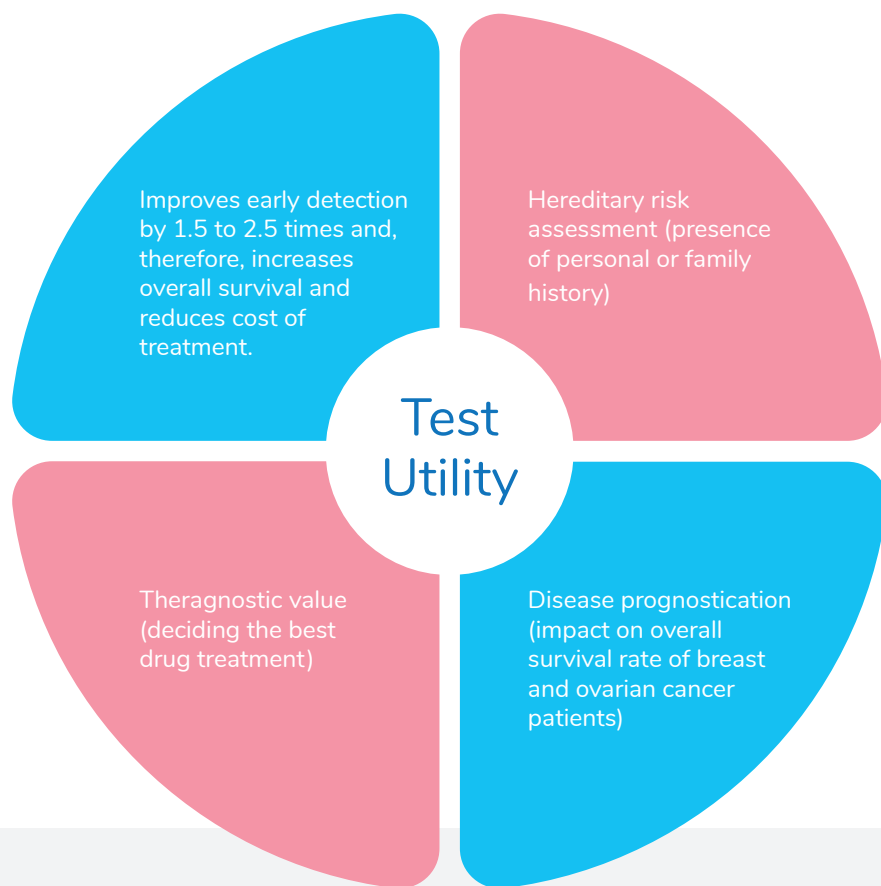 Improves early detection
by 1.5 to 2.5 times and,
therefore, increases
overall survival and
reduces cost of
treatment.
Hereditary risk
assessment (presence
of personal or family
history)
Test
Utility
Theragnostic value
(deciding the best
drug treatment)
Disease prognostication
(impact on overall
survival rate of breast
and ovarian cancer
patients)